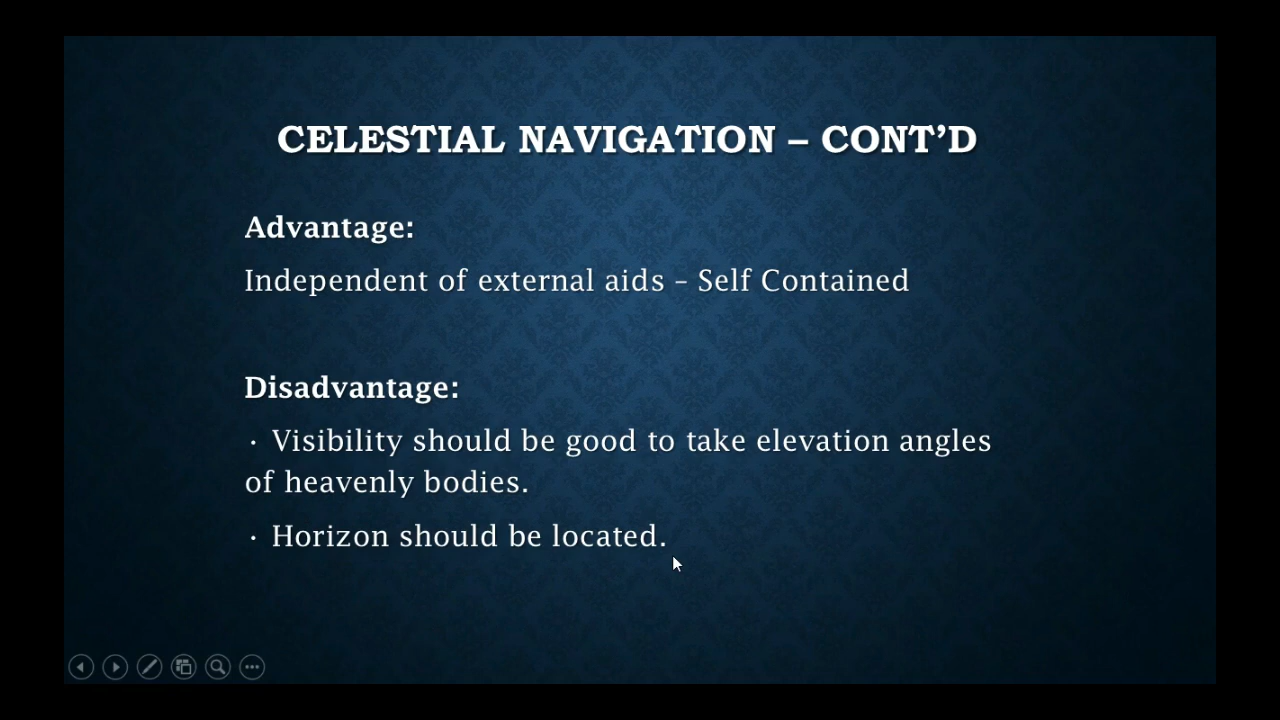 CELESTIAL NAVIGATION – CONT’D
Advantage:
Independent of external aids – Self Contained
Disadvantage:
· Visibility should be good to take elevation angles
of heavenly bodies.
· Horizon should be located.